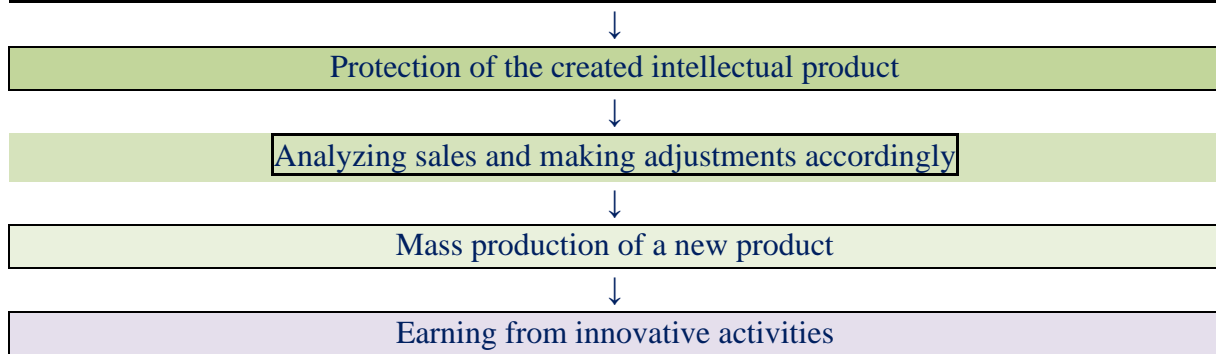 ↓
Protection of the created intellectual product
↓
Analyzing sales and making adjustments accordingly
↓
Mass production of a new product
↓
Earning from innovative activities